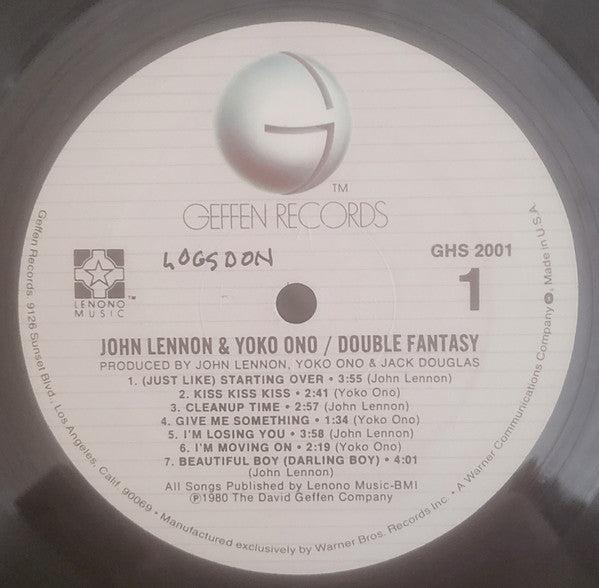 TM
GEFFEN RECORDS
LOGSDON
GHS 2001
1
LENONO
MUSIC
TM
JOHN LENNON & YOKO ONO / DOUBLE FANTASY
PRODUCED BY JOHN LENNON, YOKO ONO & JACK DOUGLAS
1. (JUST LIKE) STARTING OVER • 3:55 (John Lennon)
2. KISS KISS KISS • 2:41 (Yoko Ono)
3. CLEANUP TIME • 2:57 (John Lennon)
4. GIVE ME SOMETHING • 1:34 (Yoko Ono)
5. I'M LOSING YOU • 3:58 (John Lennon)
6. I'M MOVING ON • 2:19 (Yoko Ono)
7. BEAUTIFUL BOY (DARLING BOY) • 4:01
(John Lennon)
All Songs Published by Lenono Music-BMI
℗1980 The David Geffen Company
Geffen Records, 9126 Sunset Blvd., Los Angeles, Calif. 90069 • Manufactured exclusively by Warner Bros. Records Inc. • A Warner Communications Company Made in U.S.A.